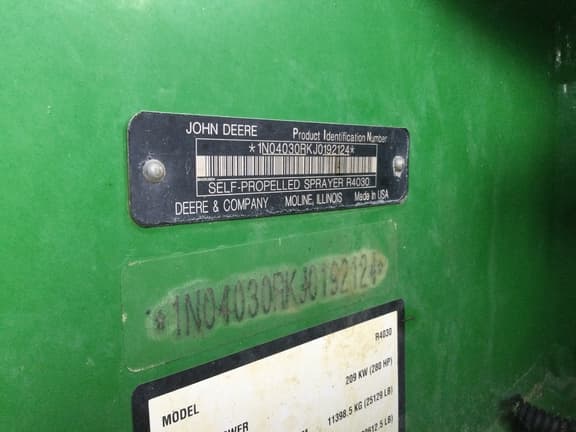 JOHN DEERE Product Identification Number
*1N04030RKJ0192124*
SELF-PROPELLED SPRAYER R4030
DEERE & COMPANY MOLINE, ILLINOIS Made In USA
*1N04030RKJ0192124*
MODEL R4030
209 KW (280 HP)
11398.5 KG (25129 LB)